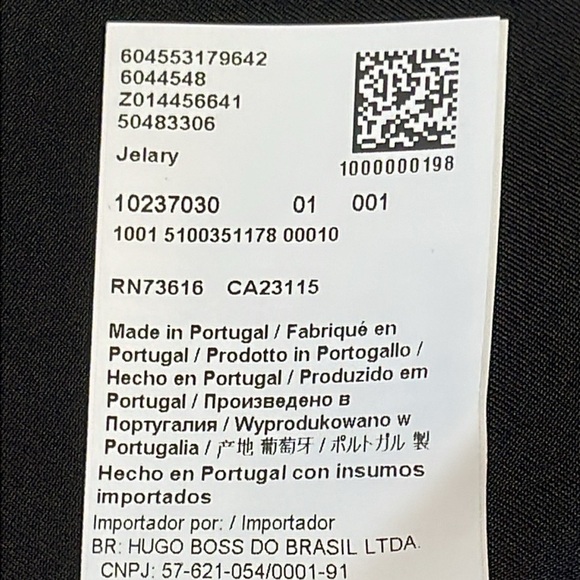 604553179642
6044548
Z014456641
50483306
Jelary
1000000198
10237030 01 001
1001 5100351178 00010
RN73616 CA23115
Made in Portugal / Fabriqué en
Portugal / Prodotto in Portogallo /
Hecho en Portugal / Produzido em
Portugal / Произведено в
Португалия / Wyprodukowano w
Portugalia / 产地 葡萄牙 / ポルトガル 製
Hecho en Portugal con insumos
importados
Importador por: / Importador
BR: HUGO BOSS DO BRASIL LTDA.
CNPJ: 57-621-054/0001-91